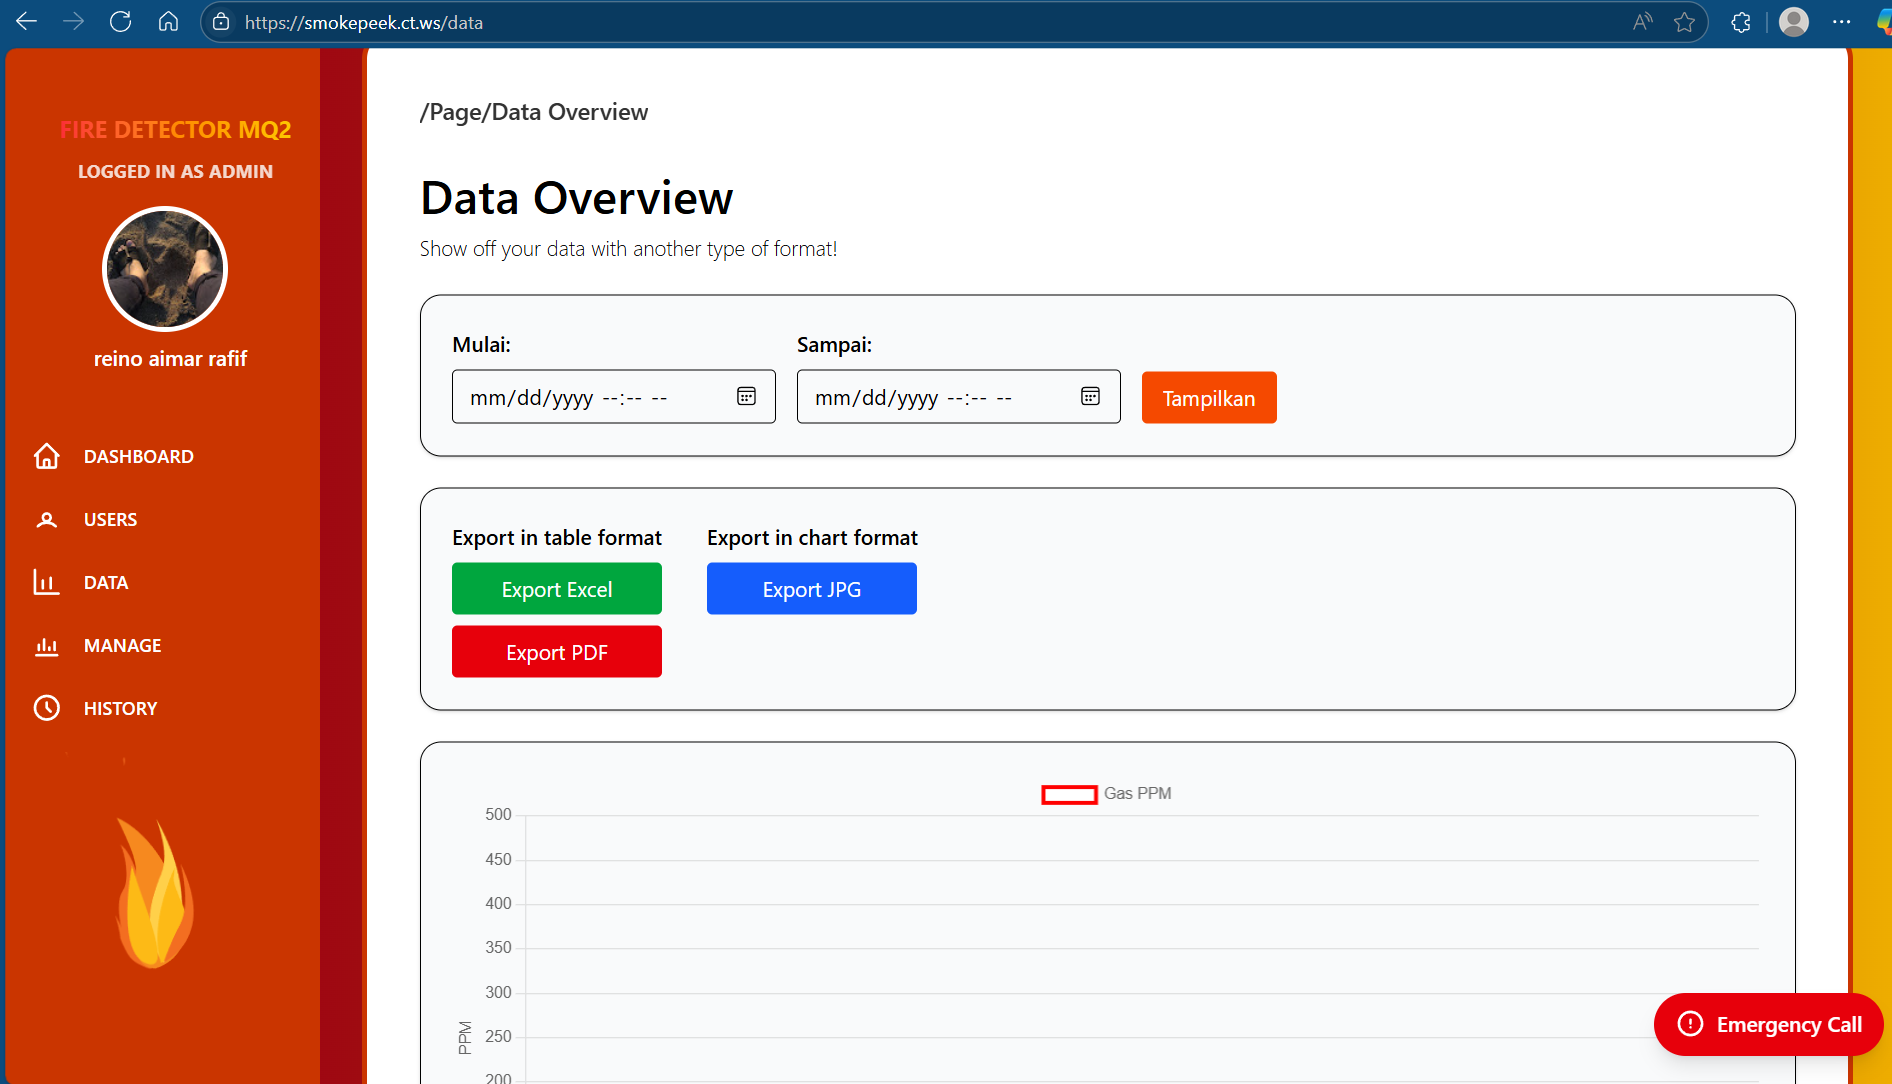 https://smokepeek.ct.ws/data
FIRE DETECTOR MQ2
LOGGED IN AS ADMIN
reino aimar rafif
DASHBOARD
USERS
DATA
MANAGE
HISTORY
/Page/Data Overview
Data Overview
Show off your data with another type of format!
Mulai:
Sampai:
mm/dd/yyyy --:-- --
mm/dd/yyyy --:-- --
Tampilkan
Export in table format
Export in chart format
Export Excel
Export JPG
Export PDF
Gas PPM
500
450
400
350
300
250
200
PPM
Emergency Call